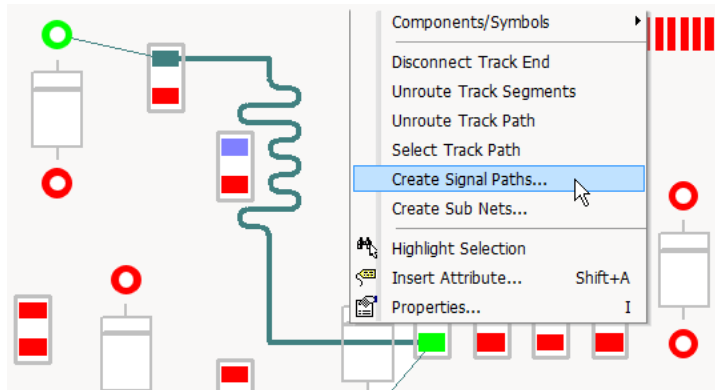 Components/Symbols
Disconnect Track End
Unroute Track Segments
Unroute Track Path
Select Track Path
Create Signal Paths...
Create Sub Nets...
Highlight Selection
Insert Attribute... Shift+A
Properties... I